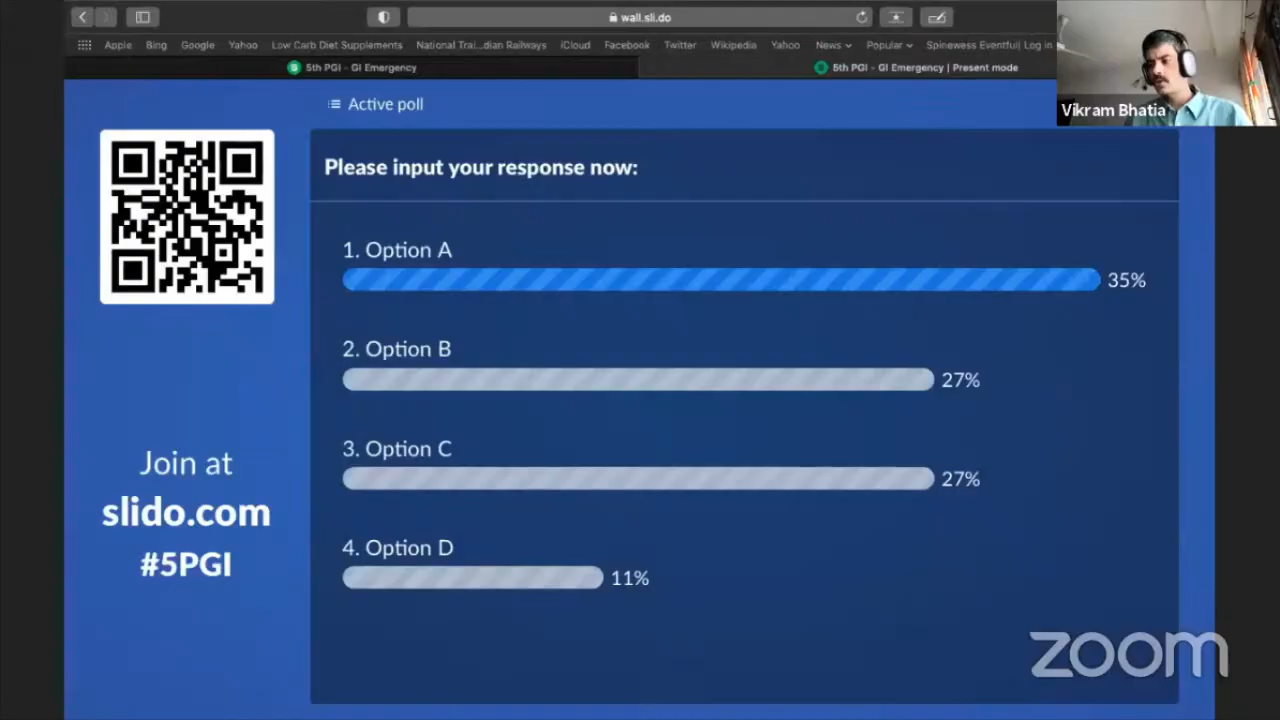 wall.sli.do
Apple Bing Google Yahoo Low Carb Diet Supplements National Trai...dian Railways iCloud Facebook Twitter Wikipedia Yahoo News Popular Spinewess Eventful| Log in
5th PGI - GI Emergency
5th PGI - GI Emergency | Present mode
Vikram Bhatia
Active poll
Please input your response now:
1. Option A
35%
2. Option B
27%
3. Option C
27%
4. Option D
11%
Join at
slido.com
#5PGI
zoom